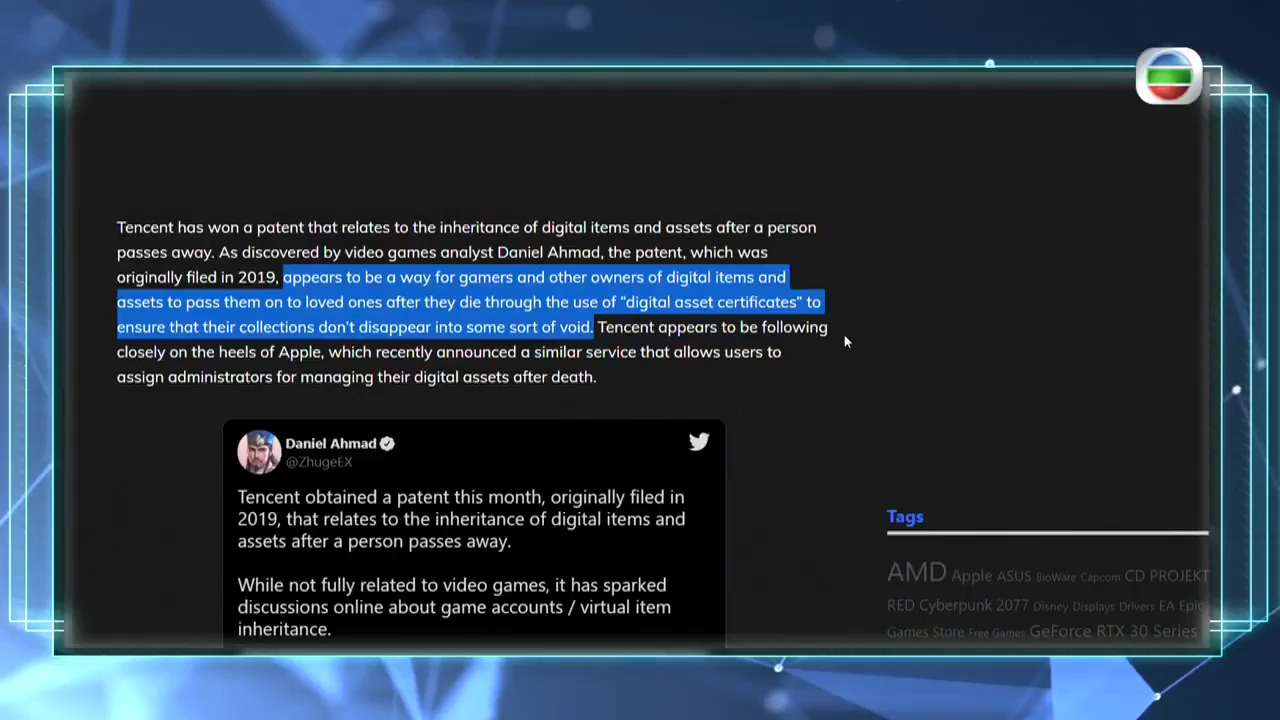 Tencent has won a patent that relates to the inheritance of digital items and assets after a person
passes away. As discovered by video games analyst Daniel Ahmad, the patent, which was
originally filed in 2019, appears to be a way for gamers and other owners of digital items and
assets to pass them on to loved ones after they die through the use of “digital asset certificates” to
ensure that their collections don’t disappear into some sort of void. Tencent appears to be following
closely on the heels of Apple, which recently announced a similar service that allows users to
assign administrators for managing their digital assets after death.
Daniel Ahmad
@ZhugeEX
Tencent obtained a patent this month, originally filed in
2019, that relates to the inheritance of digital items and
assets after a person passes away.
While not fully related to video games, it has sparked
discussions online about game accounts / virtual item
inheritance.
Tags
AMD Apple ASUS BioWare Capcom CD PROJEKT
RED Cyberpunk 2077 Disney Displays Drivers EA Epic
Games Store Free Games GeForce RTX 30 Series